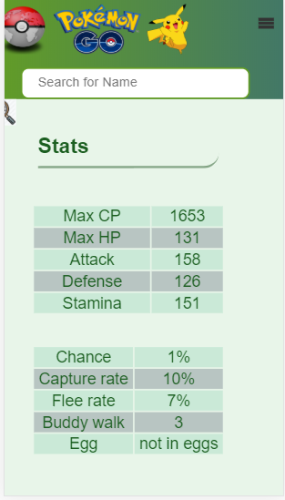 Pokémon
GO
Search for Name
Stats
Max CP 1653
Max HP 131
Attack 158
Defense 126
Stamina 151
Chance 1%
Capture rate 10%
Flee rate 7%
Buddy walk 3
Egg not in eggs